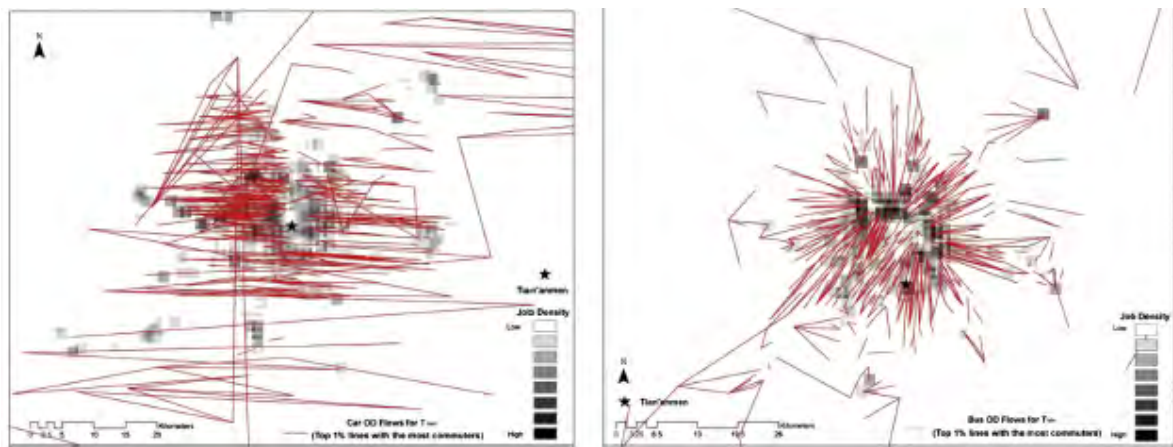 N
Tian'anmen
Job Density
Low
High
Kilometers
Car OD Flows for T
(Top 1% lines with the most commuters)
Job Density
Low
N
Tian'anmen
Kilometers
High
Bus OD Flows for T
(Top 1% lines with the most commuters)